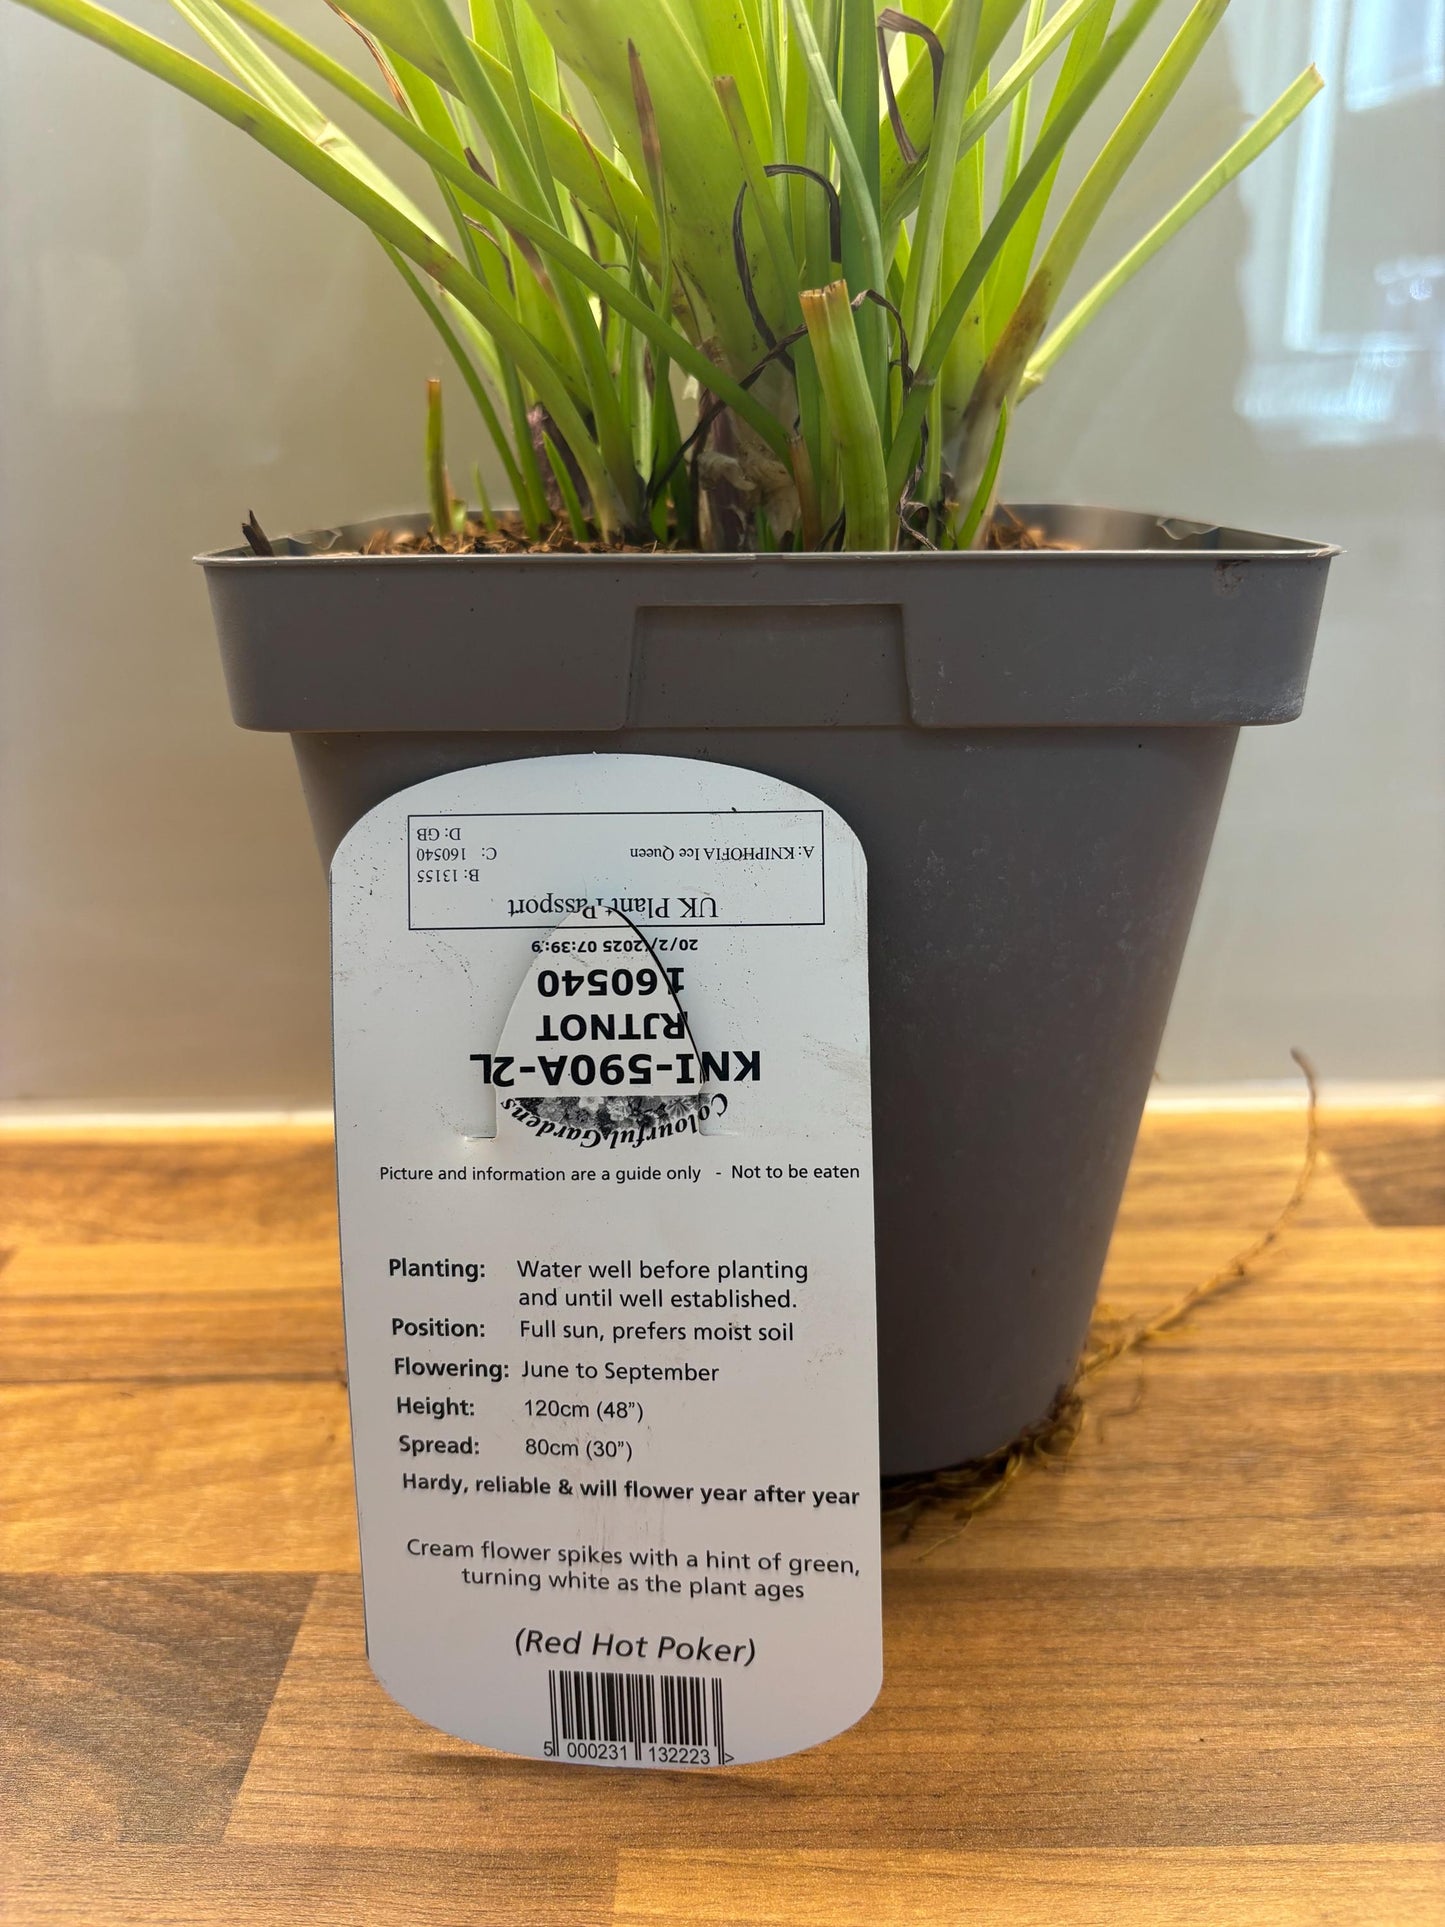 UK Plant Passport
A: KNIPHOFIA Ice Queen
B: 13155
C: 160540
D: GB
Colourful Gardens
KNI-590A-2L
RJTNOT
160540
20/2/2025 07:39:9
Picture and information are a guide only - Not to be eaten
Planting: Water well before planting
and until well established.
Position: Full sun, prefers moist soil
Flowering: June to September
Height: 120cm (48”)
Spread: 80cm (30”)
Hardy, reliable & will flower year after year
Cream flower spikes with a hint of green,
turning white as the plant ages
(Red Hot Poker)
5 000231 132223 >